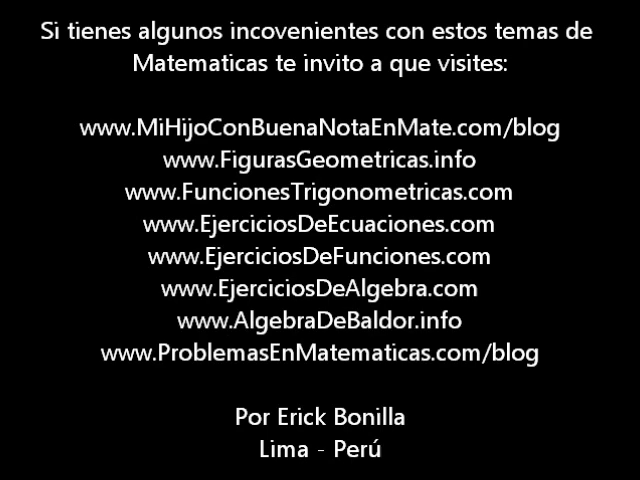 Si tienes algunos incovenientes con estos temas de
Matematicas te invito a que visites:
www.MiHijoConBuenaNotaEnMate.com/blog
www.FigurasGeometricas.info
www.FuncionesTrigonometricas.com
www.EjerciciosDeEcuaciones.com
www.EjerciciosDeFunciones.com
www.EjerciciosDeAlgebra.com
www.AlgebraDeBaldor.info
www.ProblemasEnMatematicas.com/blog
Por Erick Bonilla
Lima - Perú